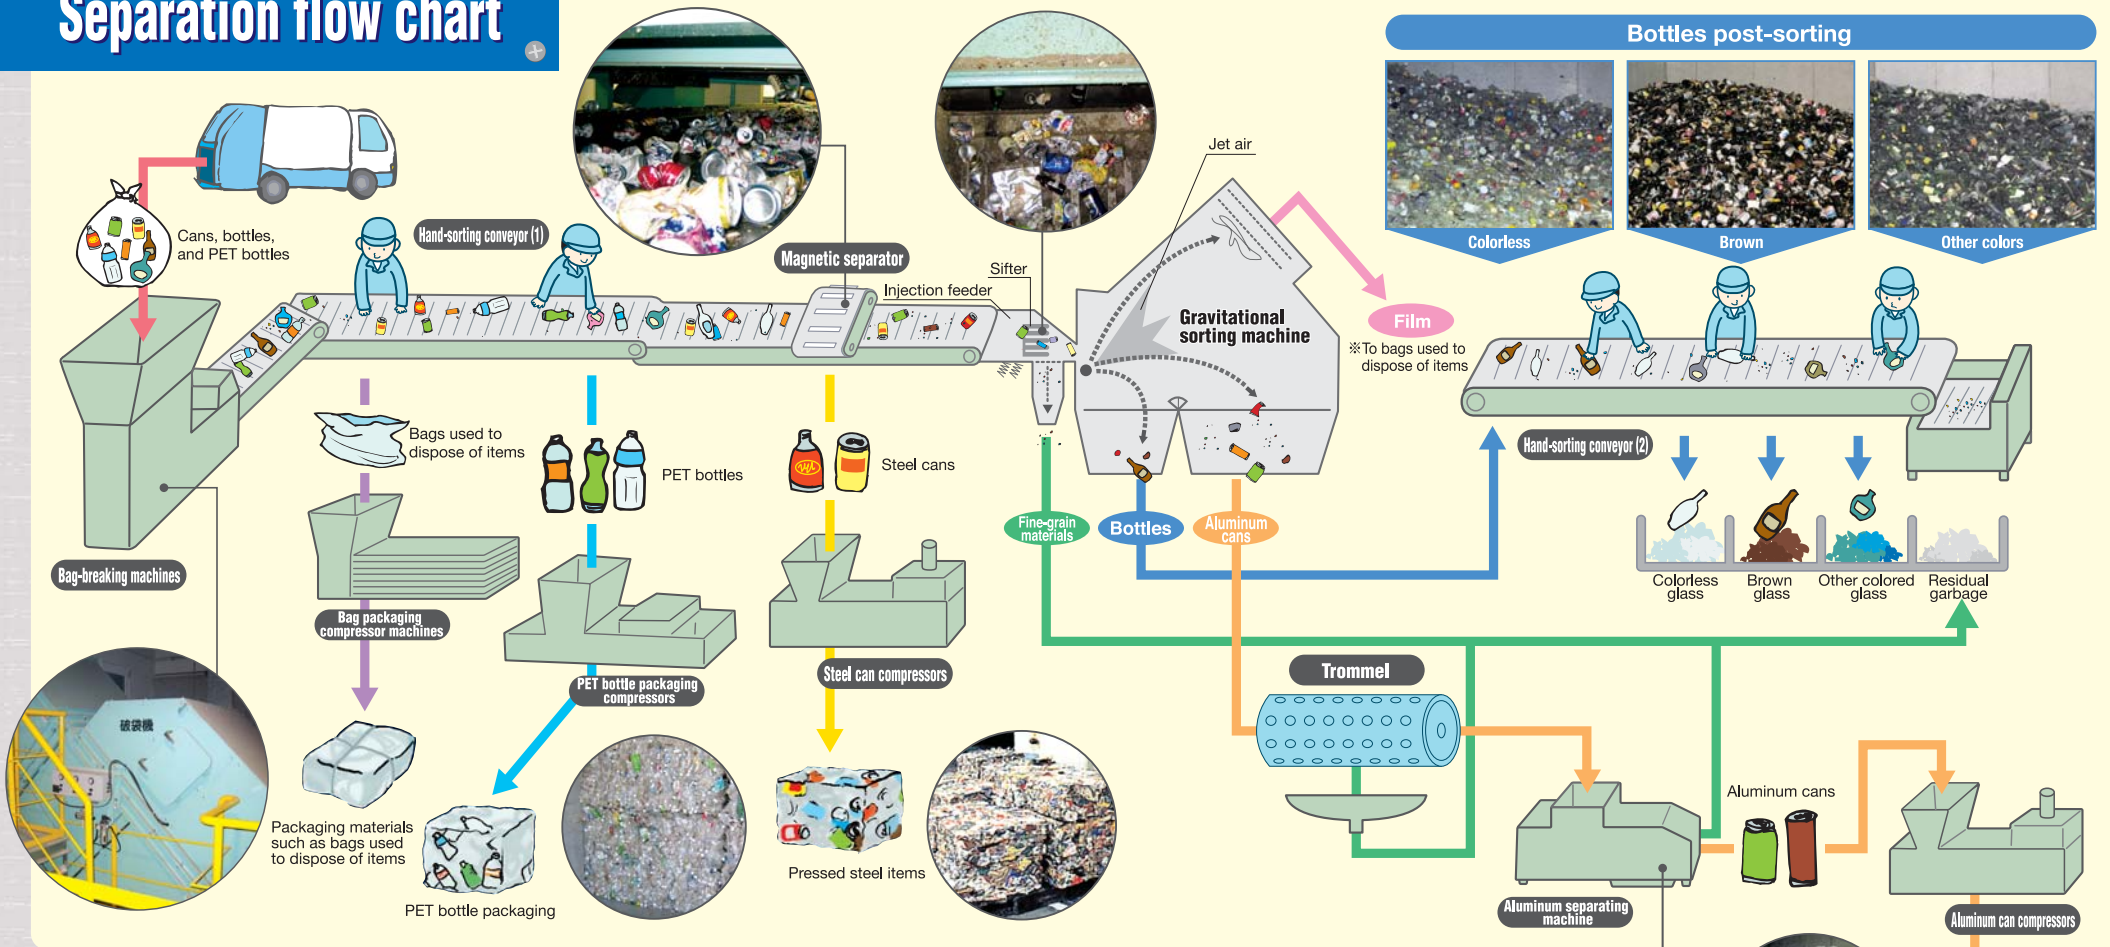 Separation flow chart
Cans, bottles,
and PET bottles
Hand-sorting conveyor (1)
Magnetic separator
Sifter
Injection feeder
Jet air
Gravitational
sorting machine
Film
※To bags used to
dispose of items
Bottles post-sorting
Colorless
Brown
Other colors
Hand-sorting conveyor (2)
Colorless
glass
Brown
glass
Other colored
glass
Residual
garbage
Bags used to
dispose of items
PET bottles
Steel cans
Fine-grain
materials
Bottles
Aluminum
cans
Bag-breaking machines
Bag packaging
compressor machines
PET bottle packaging
compressors
Steel can compressors
Trommel
破袋機
Packaging materials
such as bags used
to dispose of items
PET bottle packaging
Pressed steel items
Aluminum cans
Aluminum separating
machine
Aluminum can compressors